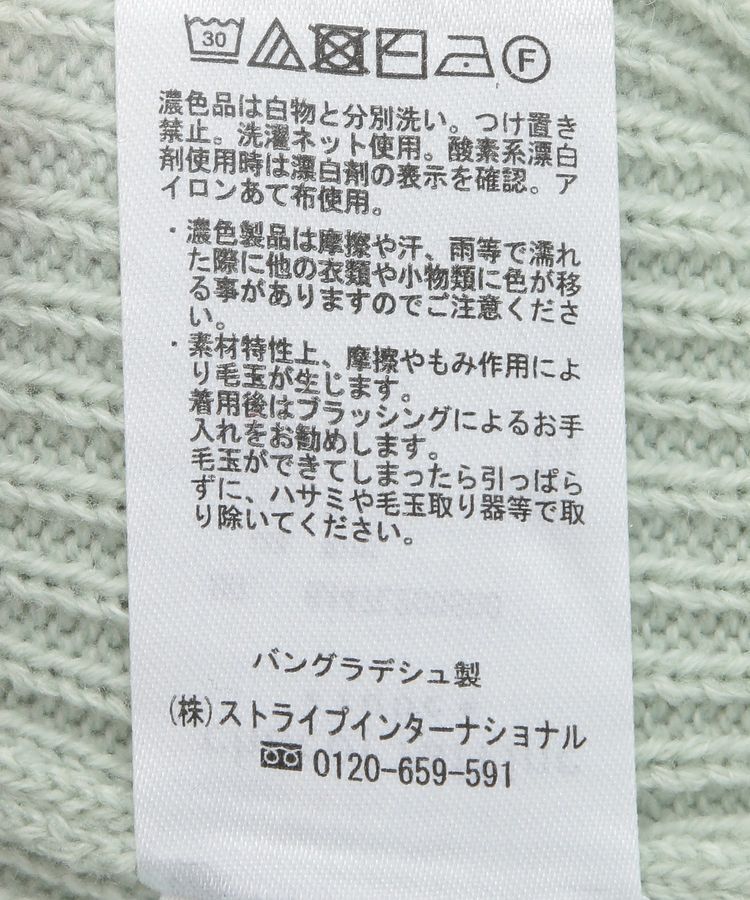 30 F
濃色品は白物と分別洗い。つけ置き
禁止。洗濯ネット使用。酸素系漂白
剤使用時は漂白剤の表示を確認。ア
イロンあて布使用。
・濃色製品は摩擦や汗、雨等で濡れ
た際に他の衣類や小物類に色が移
る事がありますのでご注意くださ
い。
・素材特性上、摩擦やもみ作用によ
り毛玉が生じます。
着用後はブラッシングによるお手
入れをお勧めします。
毛玉ができてしまったら引っぱら
ずに、ハサミや毛玉取り器等で取
り除いてください。
バングラデシュ製
(株)ストライプインターナショナル
0120-659-591